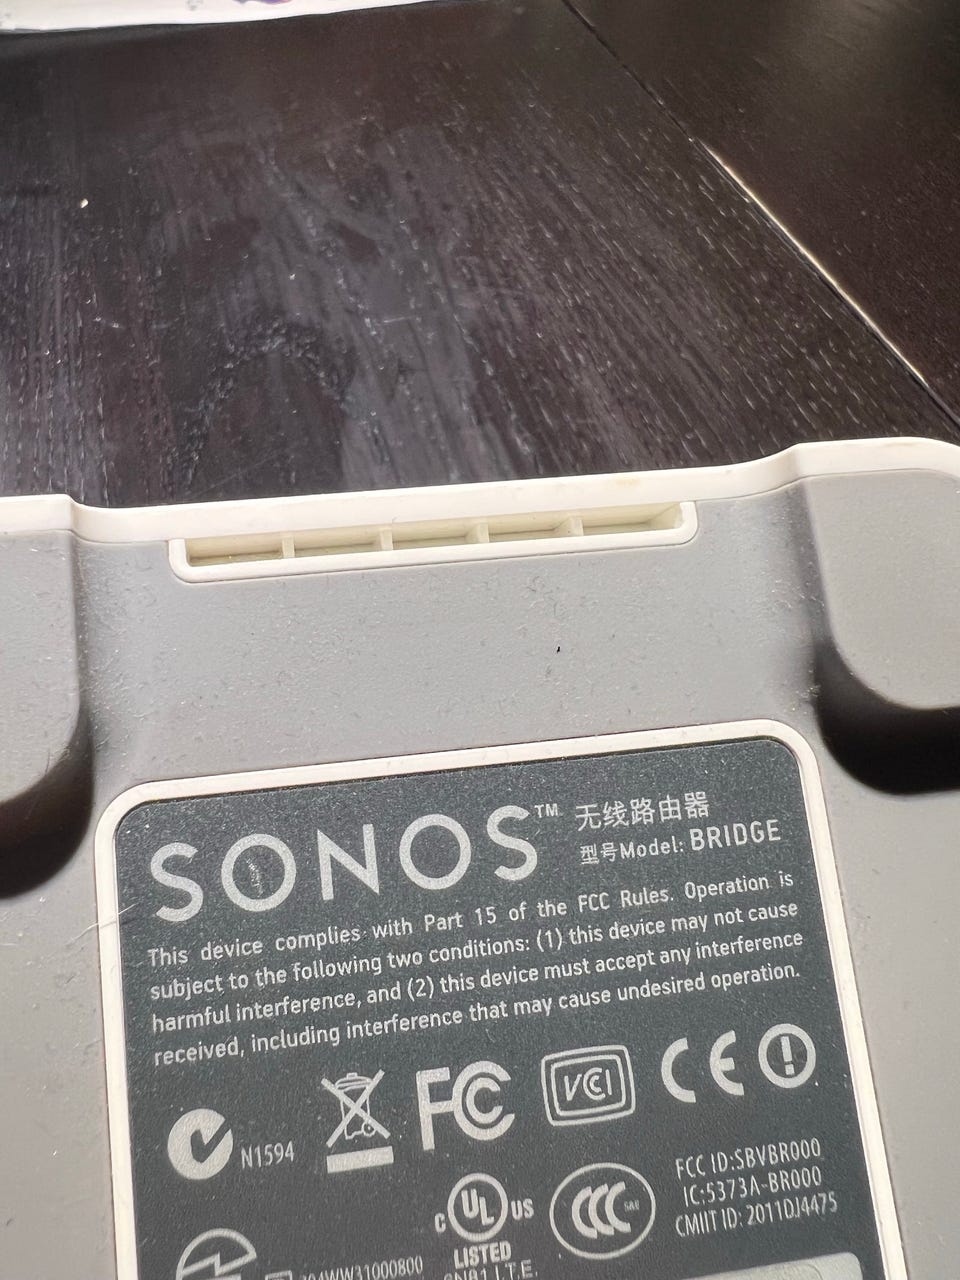 SONOS™ 无线路由器
型号Model: BRIDGE
This device complies with Part 15 of the FCC Rules. Operation is
subject to the following two conditions: (1) this device may not cause
harmful interference, and (2) this device must accept any interference
received, including interference that may cause undesired operation.
N1594 FC VCI CE
FCC ID:SBVBR000
IC:5373A-BR000
CMIIT ID: 2011DJ4475
C UL US
LISTED
CCC S&E